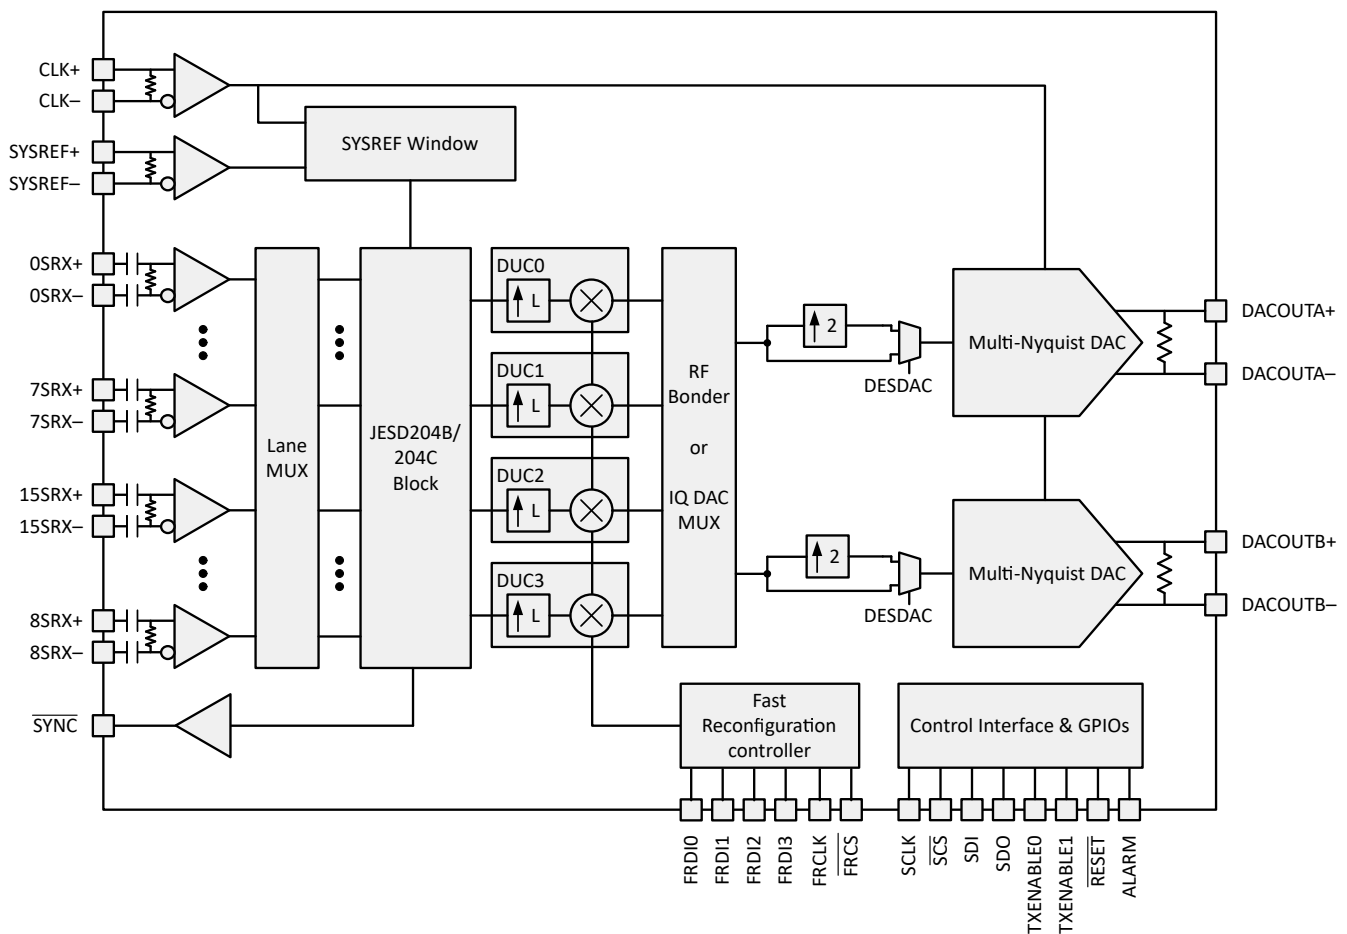 CLK+
CLK–
SYSREF+
SYSREF–
SYSREF Window
0SRX+
0SRX–
7SRX+
7SRX–
15SRX+
15SRX–
8SRX+
8SRX–
SYNC
Lane
MUX
JESD204B/
204C
Block
DUC0
L
DUC1
L
DUC2
L
DUC3
L
RF
Bonder
or
IQ DAC
MUX
2
DESDAC
Multi-Nyquist DAC
DACOUTA+
DACOUTA–
2
DESDAC
Multi-Nyquist DAC
DACOUTB+
DACOUTB–
Fast
Reconfiguration
controller
Control Interface & GPIOs
FRDI0
FRDI1
FRDI2
FRDI3
FRCLK
FRCS
SCLK
SCS
SDI
SDO
TXENABLE0
TXENABLE1
RESET
ALARM